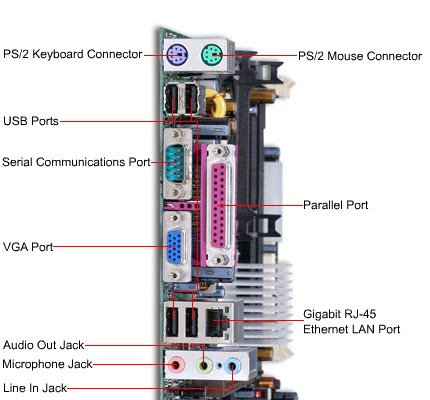 PS/2 Keyboard Connector
PS/2 Mouse Connector
USB Ports
Serial Communications Port
Parallel Port
VGA Port
Gigabit RJ-45
Ethernet LAN Port
Audio Out Jack
Microphone Jack
Line In Jack